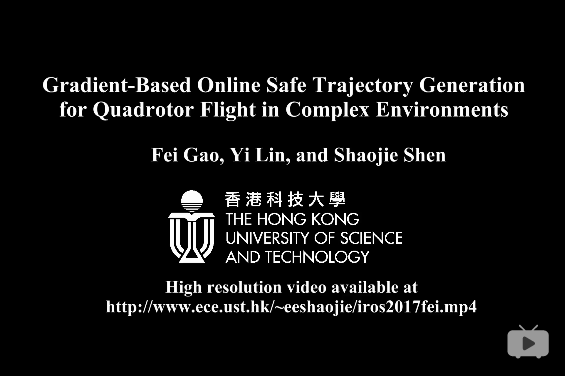 Gradient-Based Online Safe Trajectory Generation
for Quadrotor Flight in Complex Environments
Fei Gao, Yi Lin, and Shaojie Shen
香港科技大學
THE HONG KONG
UNIVERSITY OF SCIENCE
AND TECHNOLOGY
High resolution video available at
http://www.ece.ust.hk/~eeshaojie/iros2017fei.mp4